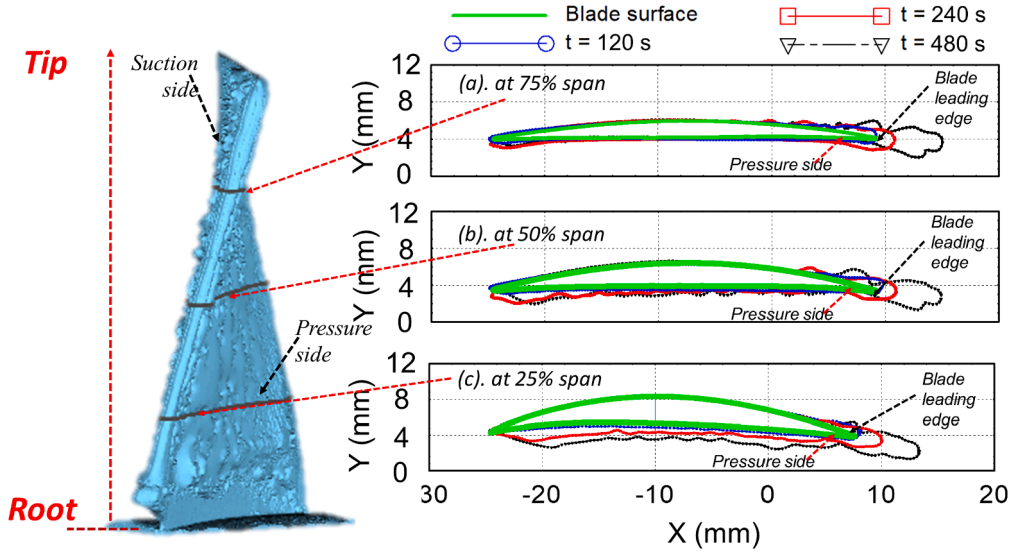 Tip
Suction
side
Pressure
side
Root
Blade surface
t = 120 s
t = 240 s
t = 480 s
12
8
4
0
Y (mm)
(a). at 75% span
Blade
leading
edge
Pressure side
12
8
4
0
Y (mm)
(b). at 50% span
Blade
leading
edge
Pressure side
12
8
4
0
Y (mm)
(c). at 25% span
Blade
leading
edge
Pressure side
30
-20
-10
0
10
20
X (mm)